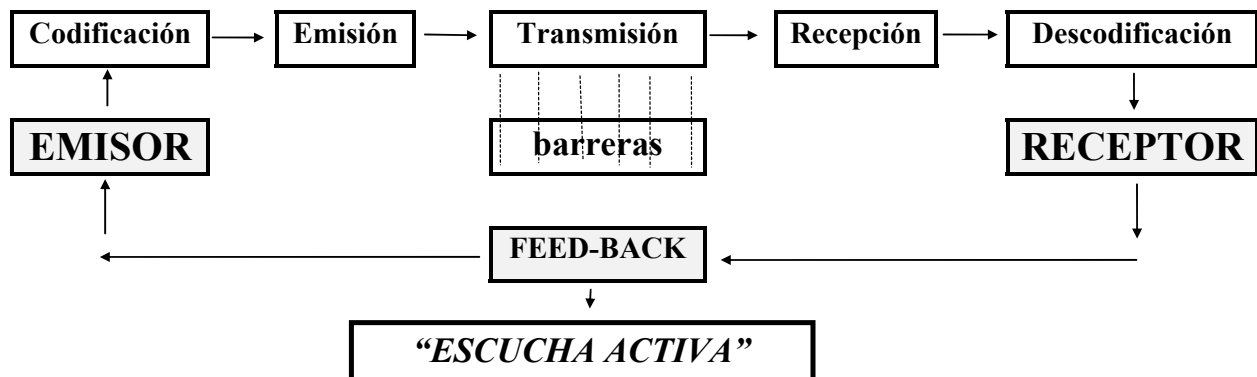 Codificación Emisión Transmisión Recepción Descodificación
EMISOR barreras RECEPTOR
FEED-BACK
“ESCUCHA ACTIVA”